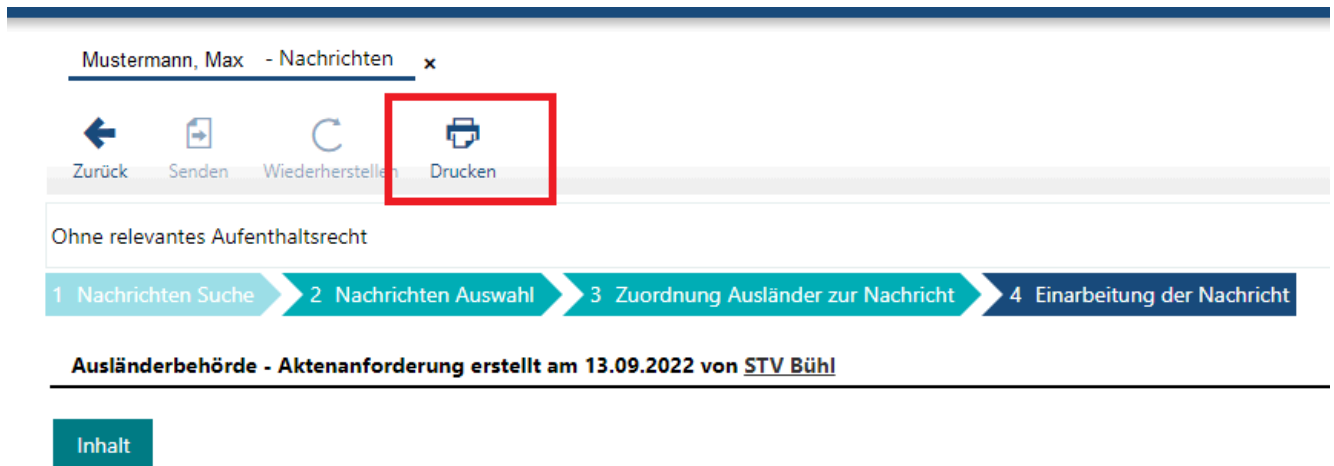 Mustermann, Max - Nachrichten x
Zurück Senden Wiederherstellen Drucken
Ohne relevantes Aufenthaltsrecht
1 Nachrichten Suche 2 Nachrichten Auswahl 3 Zuordnung Ausländer zur Nachricht 4 Einarbeitung der Nachricht
Ausländerbehörde - Aktenanforderung erstellt am 13.09.2022 von STV Bühl
Inhalt